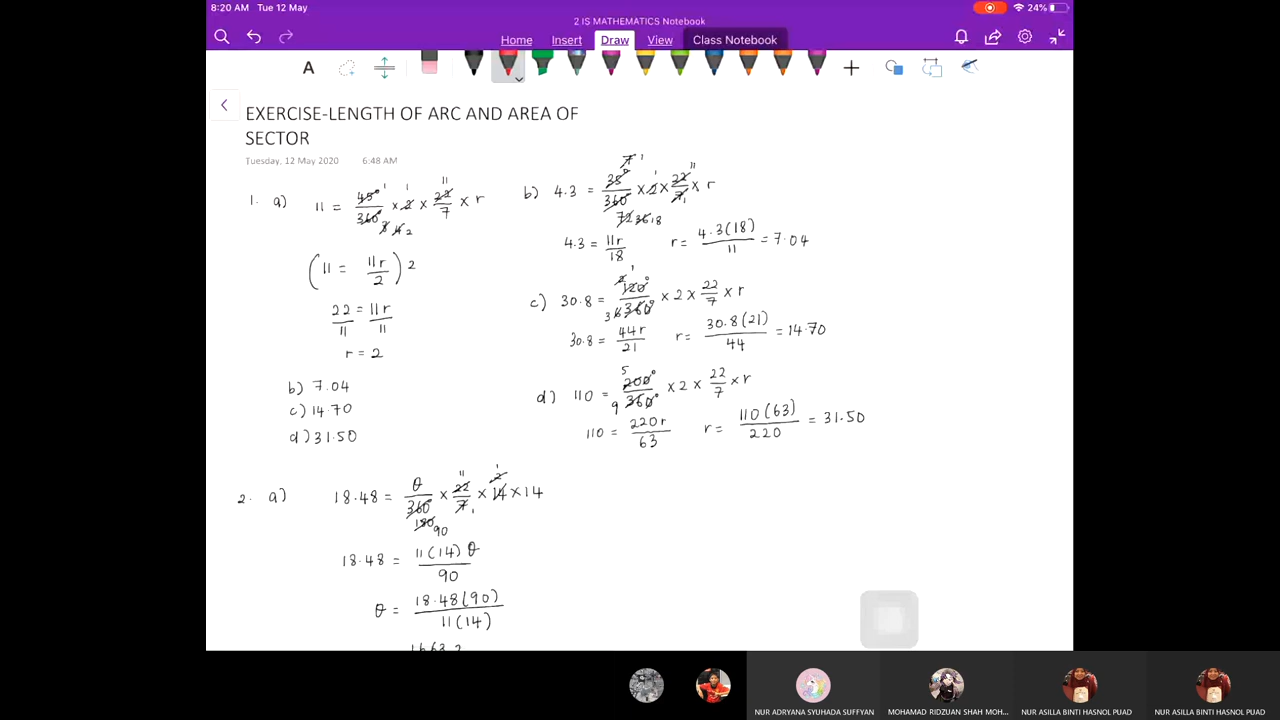 8:20 AM Tue 12 May
24%
2 IS MATHEMATICS Notebook
Home Insert Draw View Class Notebook
A
EXERCISE-LENGTH OF ARC AND AREA OF
SECTOR
Tuesday, 12 May 2020 6:48 AM
1. a) 11 = 45°/360° × 2 × 22/7 × r
(11 = 11r/2) 2
22/11 = 11r/11
r = 2
b) 7.04
c) 14.70
d) 31.50
b) 4.3 = 35°/360° × 2 × 22/7 × r
4.3 = 11r/18 r = 4.3(18)/11 = 7.04
c) 30.8 = 120°/360° × 2 × 22/7 × r
30.8 = 44r/21 r = 30.8(21)/44 = 14.70
d) 110 = 200°/360° × 2 × 22/7 × r
110 = 220r/63 r = 110(63)/220 = 31.50
2. a) 18.48 = θ/360° × 22/7 × 14 × 14
18.48 = 11(14)θ/90
θ = 18.48(90)/11(14)
1663.2
NUR ADRYANA SYUHADA SUFFYAN
MOHAMAD RIDZUAN SHAH MOH...
NUR ASILLA BINTI HASNOL PUAD
NUR ASILLA BINTI HASNOL PUAD